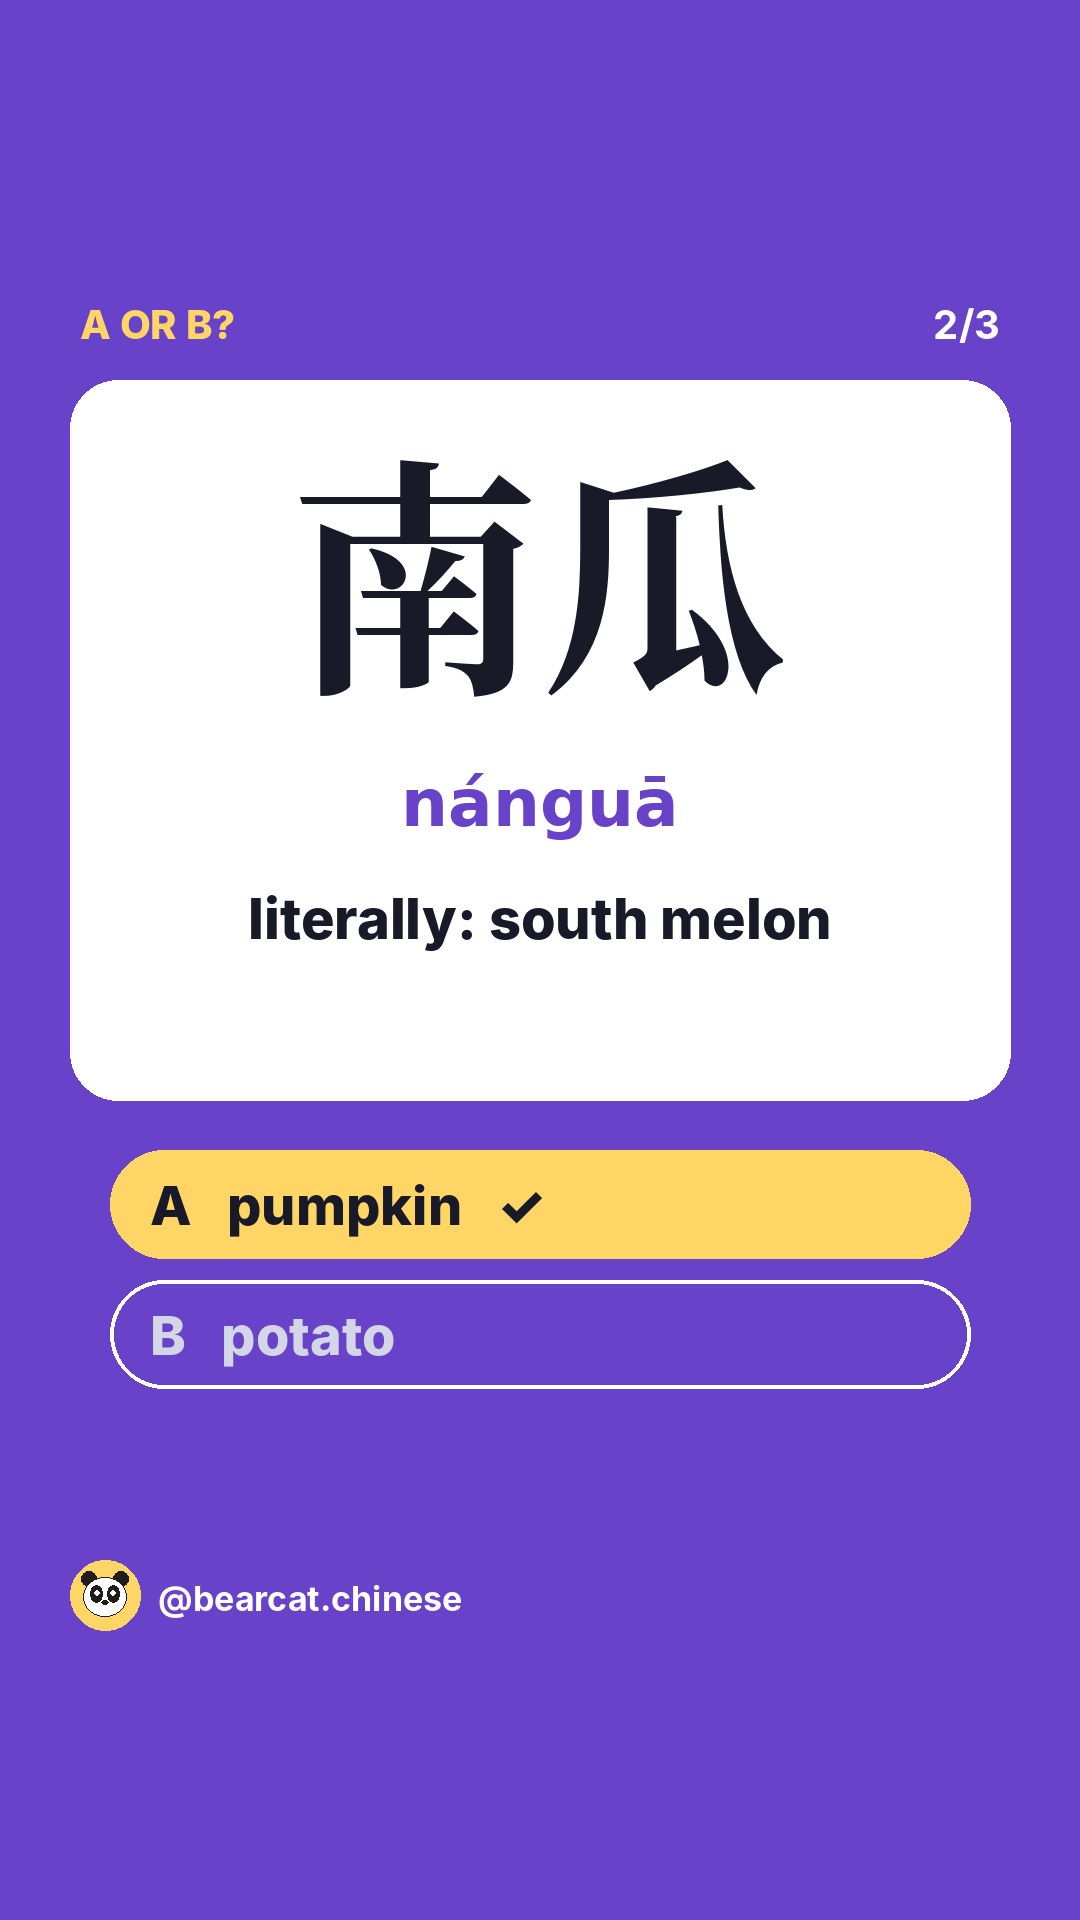 A OR B?
2/3
南瓜
nánguā
literally: south melon
A pumpkin ✓
B potato
@bearcat.chinese